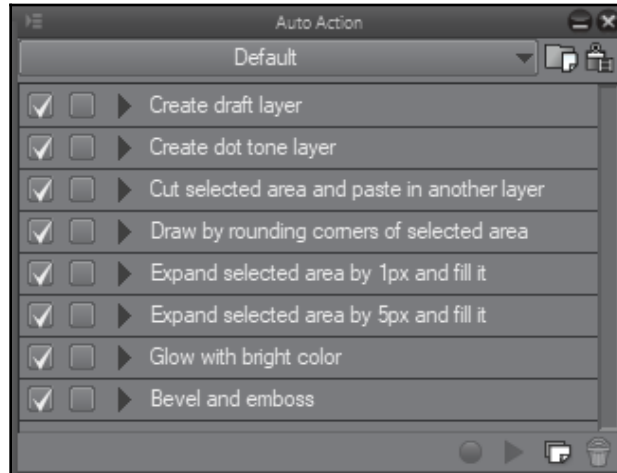 Auto Action
Default
Create draft layer
Create dot tone layer
Cut selected area and paste in another layer
Draw by rounding corners of selected area
Expand selected area by 1px and fill it
Expand selected area by 5px and fill it
Glow with bright color
Bevel and emboss